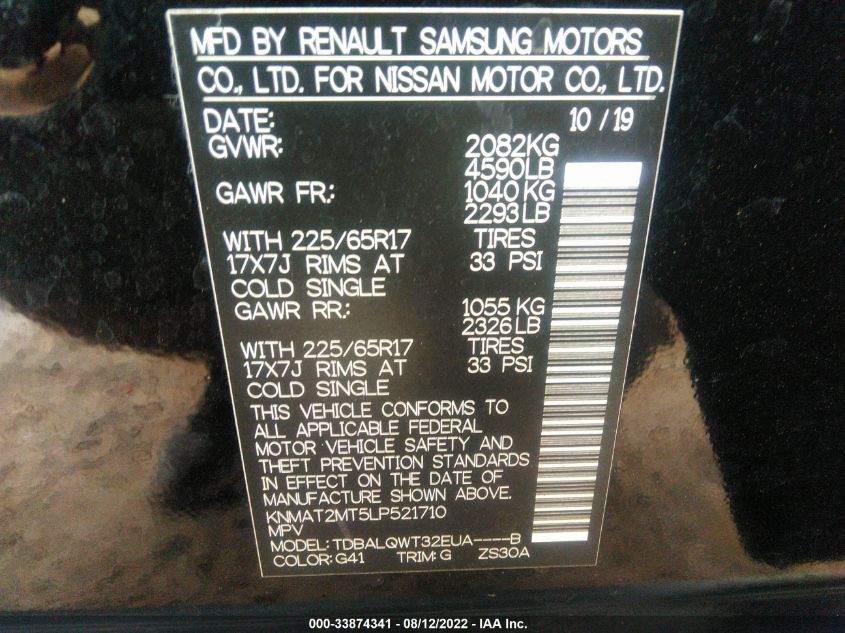 MFD BY RENAULT SAMSUNG MOTORS
CO., LTD. FOR NISSAN MOTOR CO., LTD.
DATE: 10 / 19
GVWR: 2082KG
4590LB
GAWR FR.: 1040 KG
2293 LB
WITH 225/65R17 TIRES
17X7J RIMS AT 33 PSI
COLD SINGLE
GAWR RR.: 1055 KG
2326 LB
WITH 225/65R17 TIRES
17X7J RIMS AT 33 PSI
COLD SINGLE
THIS VEHICLE CONFORMS TO
ALL APPLICABLE FEDERAL
MOTOR VEHICLE SAFETY AND
THEFT PREVENTION STANDARDS
IN EFFECT ON THE DATE OF
MANUFACTURE SHOWN ABOVE.
KNMAT2MT5LP521710
MPV
MODEL: TDBALQWT32EUA----B
COLOR: G41 TRIM: G ZS30A
000-33874341 - 08/12/2022 - IAA Inc.